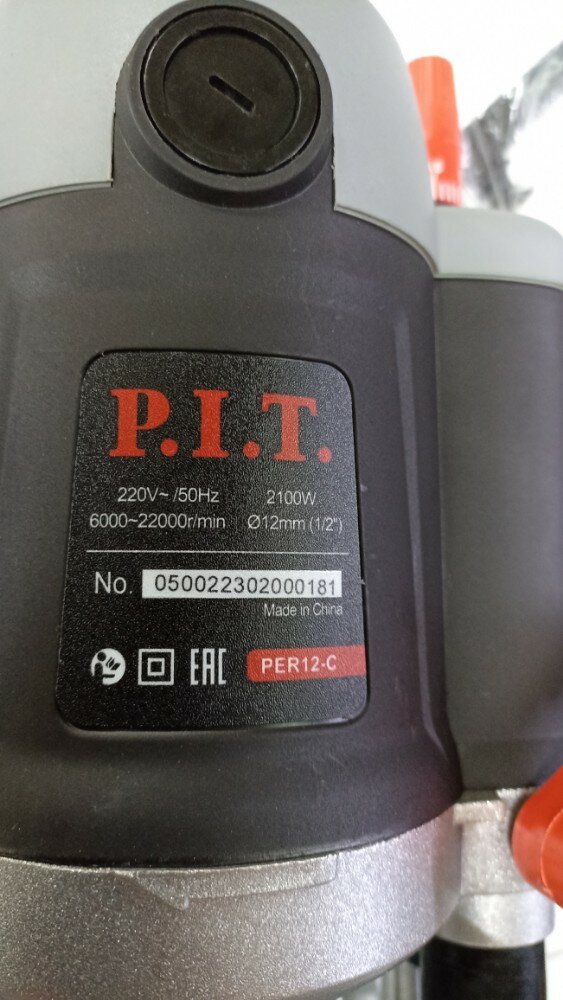 P.I.T.
220V~ /50Hz 2100W
6000~22000r/min Ø12mm (1/2")
No. 050022302000181
Made in China
EAC PER12-C